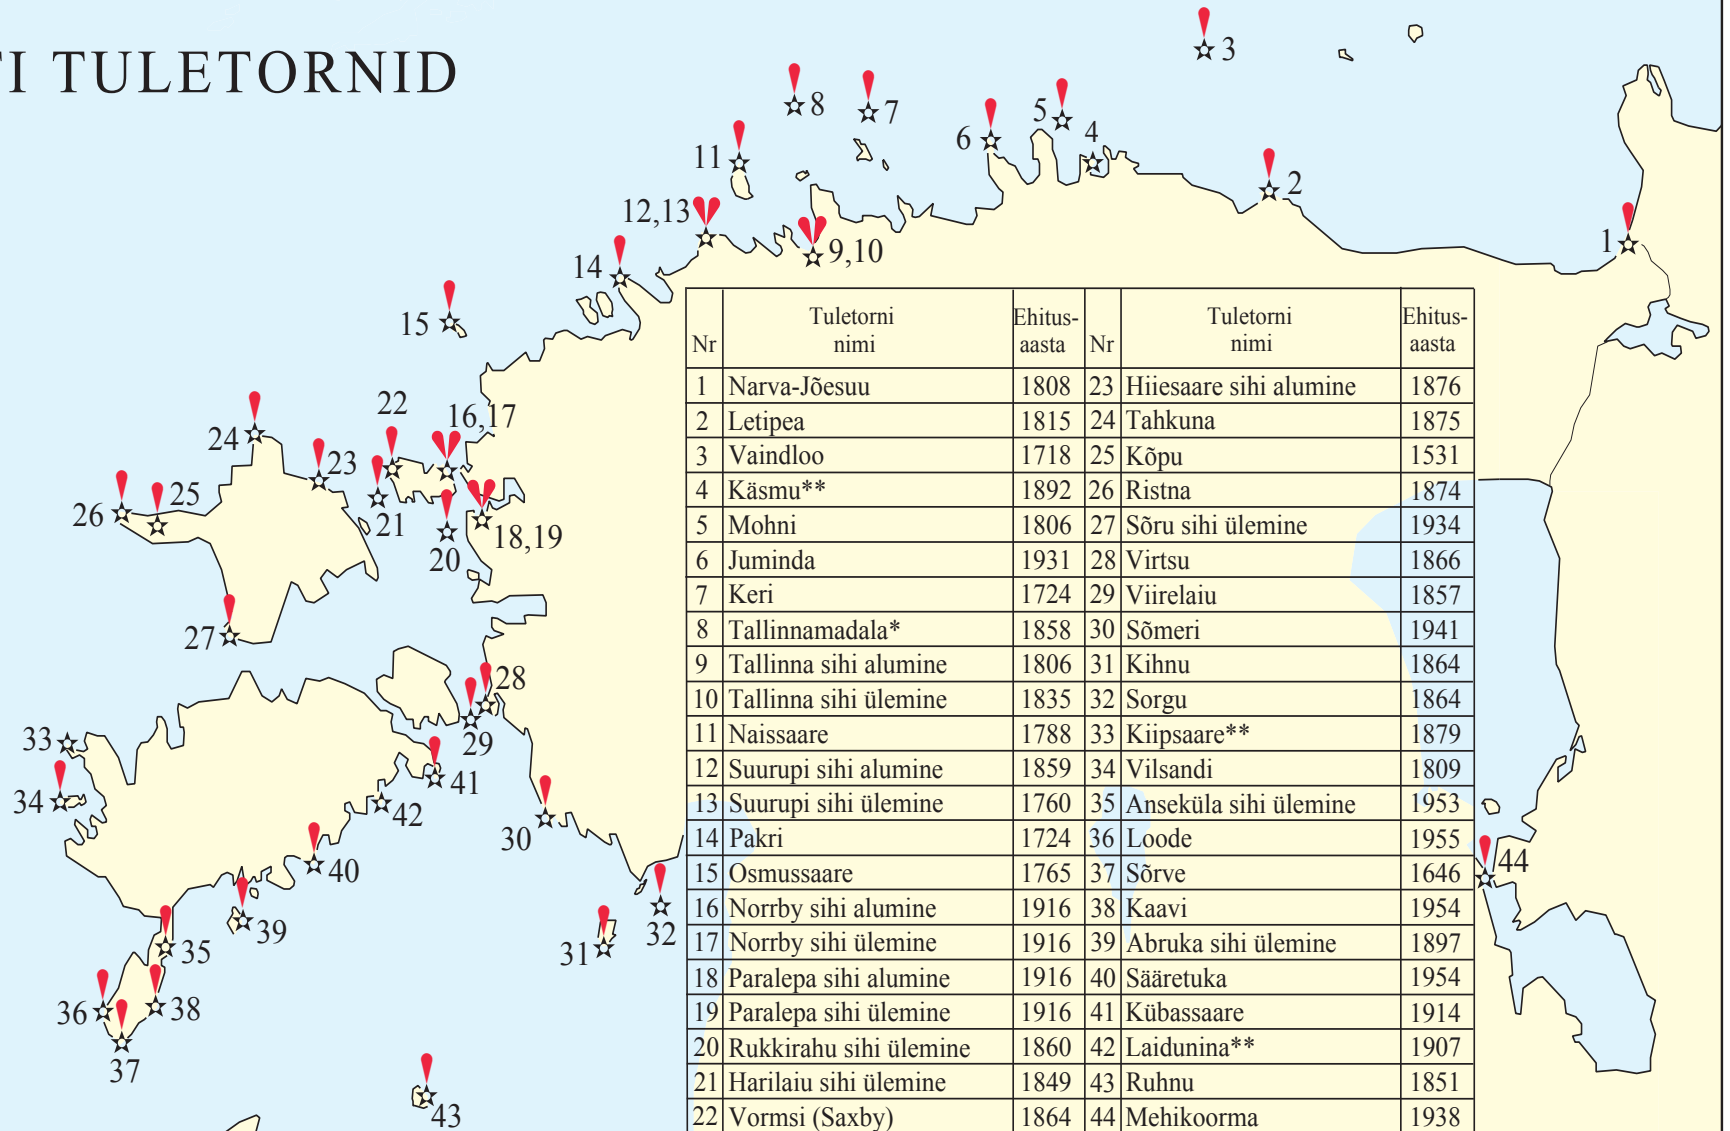 TI TULETORNID
3
8
7
5
4
6
11
2
12,13
9,10
1
14
15
22
16,17
24
23
25
26
21
20
18,19
27
28
29
33
34
41
42
30
40
44
39
32
31
35
36
38
37
43
Nr Tuletorni nimi Ehitus-aasta Nr Tuletorni nimi Ehitus-aasta
1 Narva-Jõesuu 1808 23 Hiiesaare sihi alumine 1876
2 Letipea 1815 24 Tahkuna 1875
3 Vaindloo 1718 25 Kõpu 1531
4 Käsmu** 1892 26 Ristna 1874
5 Mohni 1806 27 Sõru sihi ülemine 1934
6 Juminda 1931 28 Virtsu 1866
7 Keri 1724 29 Viirelaiu 1857
8 Tallinnamadala* 1858 30 Sõmeri 1941
9 Tallinna sihi alumine 1806 31 Kihnu 1864
10 Tallinna sihi ülemine 1835 32 Sorgu 1864
11 Naissaare 1788 33 Kiipsaare** 1879
12 Suurupi sihi alumine 1859 34 Vilsandi 1809
13 Suurupi sihi ülemine 1760 35 Anseküla sihi ülemine 1953
14 Pakri 1724 36 Loode 1955
15 Osmussaare 1765 37 Sõrve 1646
16 Norrby sihi alumine 1916 38 Kaavi 1954
17 Norrby sihi ülemine 1916 39 Abruka sihi ülemine 1897
18 Paralepa sihi alumine 1916 40 Sääretuka 1954
19 Paralepa sihi ülemine 1916 41 Kübassaare 1914
20 Rukkirahu sihi ülemine 1860 42 Laidunina** 1907
21 Harilaiu sihi ülemine 1849 43 Ruhnu 1851
22 Vormsi (Saxby) 1864 44 Mehikoorma 1938